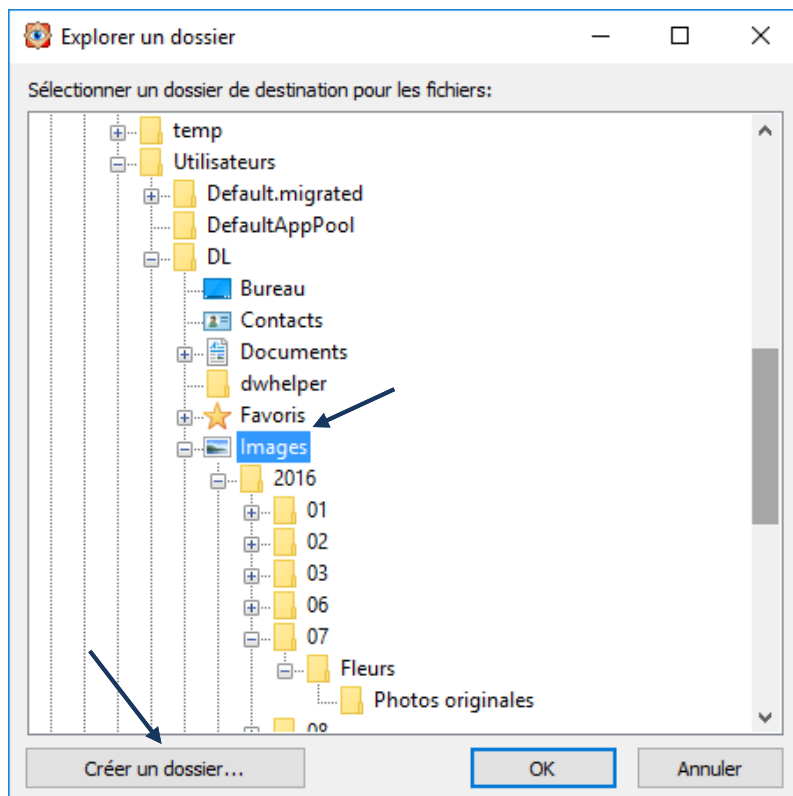 Explorer un dossier
Sélectionner un dossier de destination pour les fichiers:
temp
Utilisateurs
Default.migrated
DefaultAppPool
DL
Bureau
Contacts
Documents
dwhelper
Favoris
Images
2016
01
02
03
06
07
Fleurs
Photos originales
08
Créer un dossier... OK Annuler